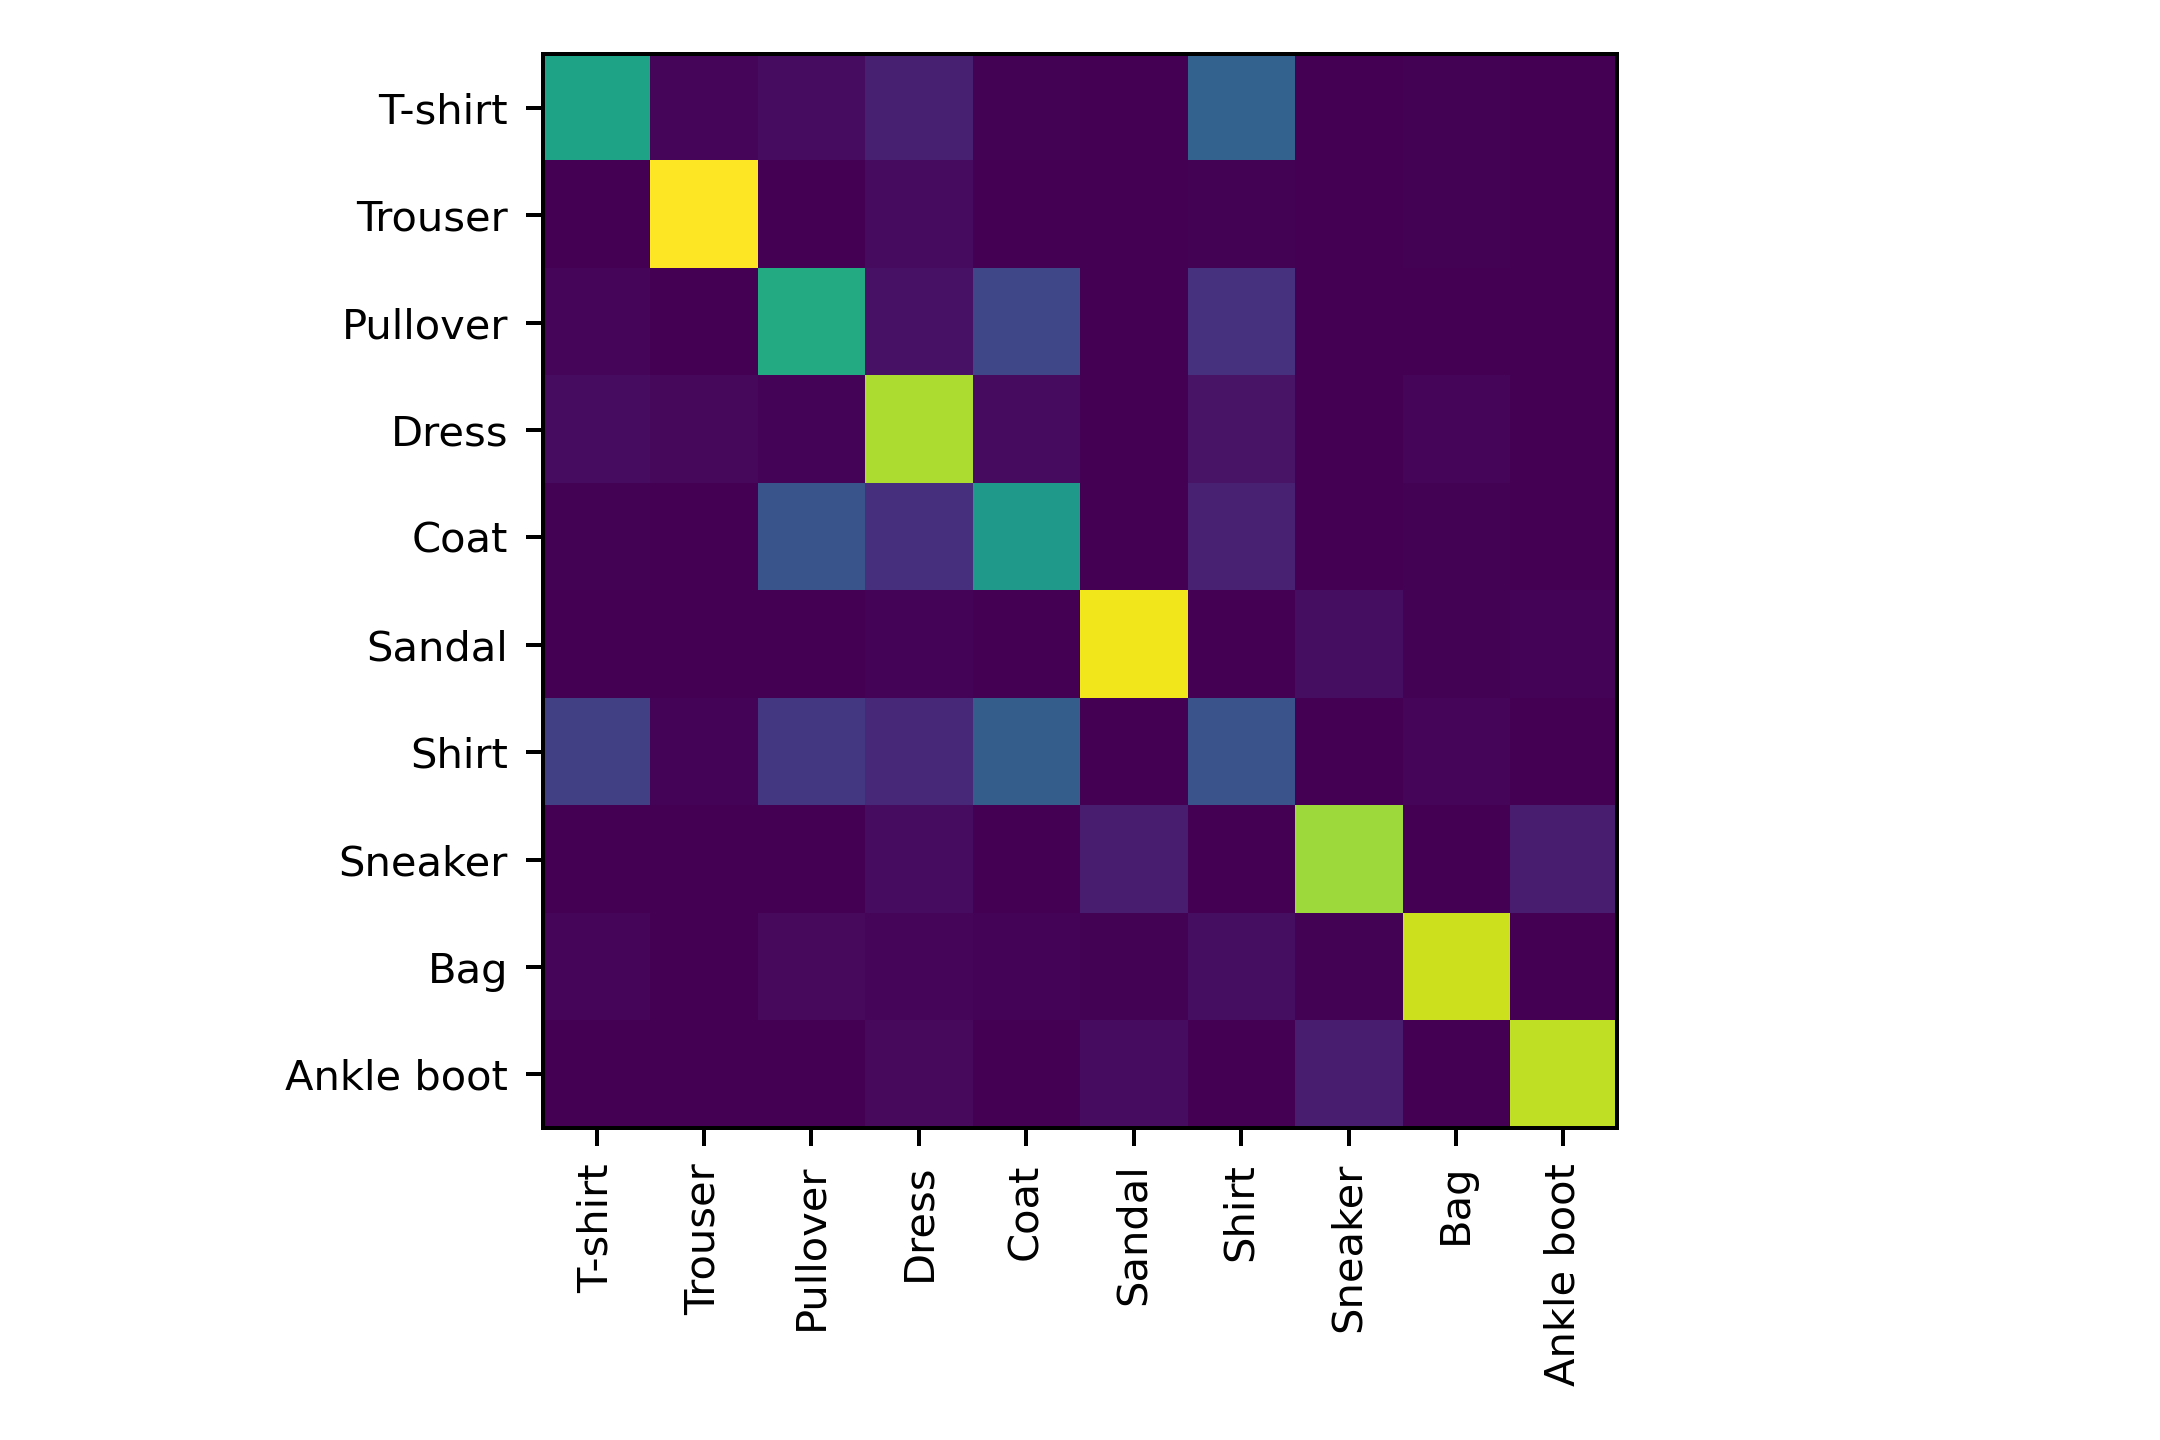 T-shirt
Trouser
Pullover
Dress
Coat
Sandal
Shirt
Sneaker
Bag
Ankle boot
T-shirt
Trouser
Pullover
Dress
Coat
Sandal
Shirt
Sneaker
Bag
Ankle boot